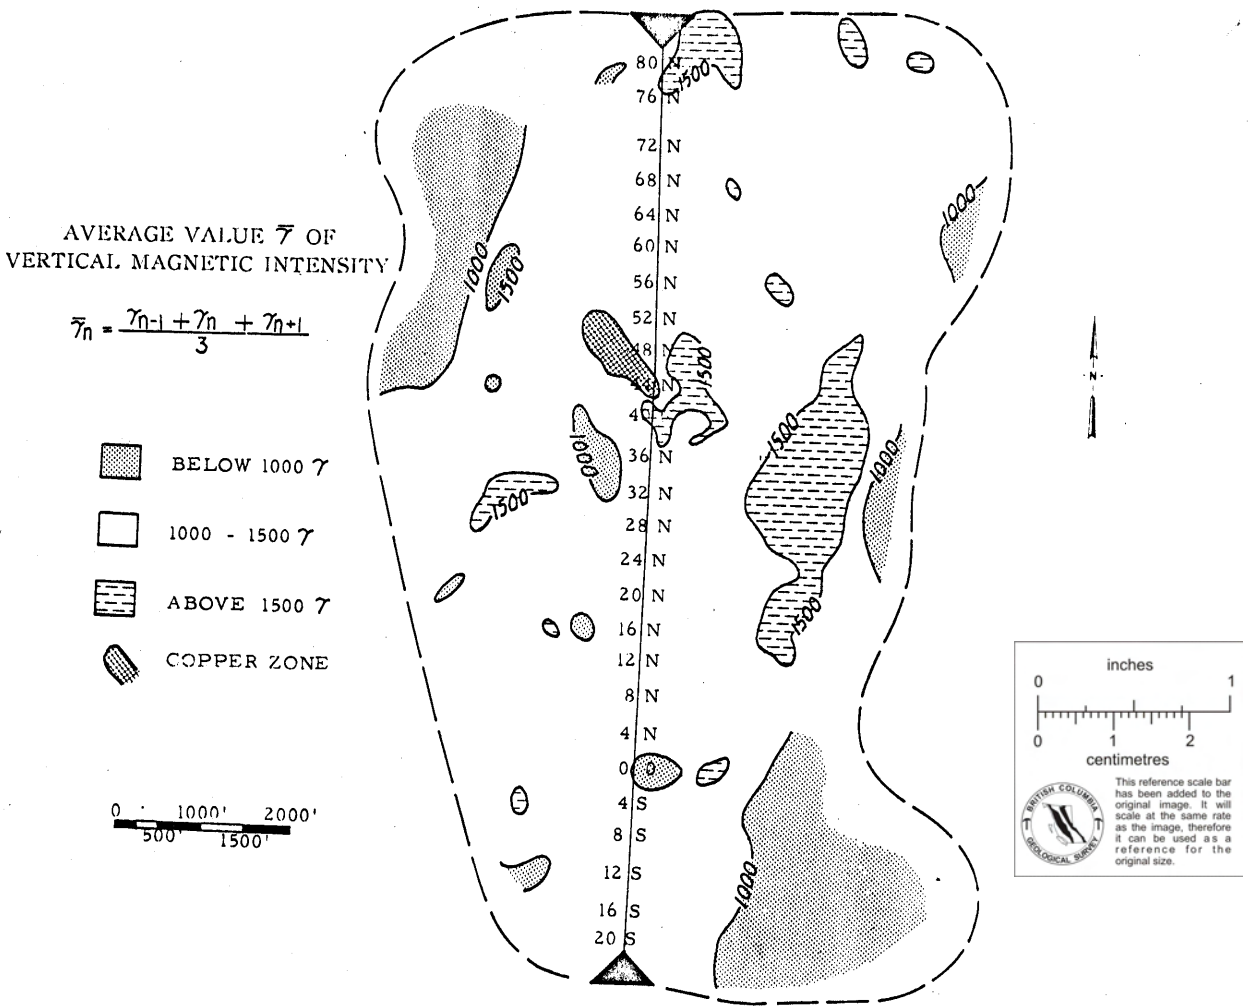 AVERAGE VALUE γ̅ OF
VERTICAL MAGNETIC INTENSITY
γ̅n = γn-1 + γn + γn+1
3
BELOW 1000 γ
1000 - 1500 γ
ABOVE 1500 γ
COPPER ZONE
0 1000' 2000'
500' 1500'
80 N
76 N
72 N
68 N
64 N
60 N
56 N
52 N
48 N
44 N
40
36 N
32 N
28 N
24 N
20 N
16 N
12 N
8 N
4 N
0 0
4 S
8 S
12 S
16 S
20 S
1500
1000
1000
1500
1500
1500
1000
1000
1500
1500
1000
N
inches
0 1
0 1 2
centimetres
BRITISH COLUMBIA
GEOLOGICAL SURVEY
This reference scale bar
has been added to the
original image. It will
scale at the same rate
as the image, therefore
it can be used as a
reference for the
original size.